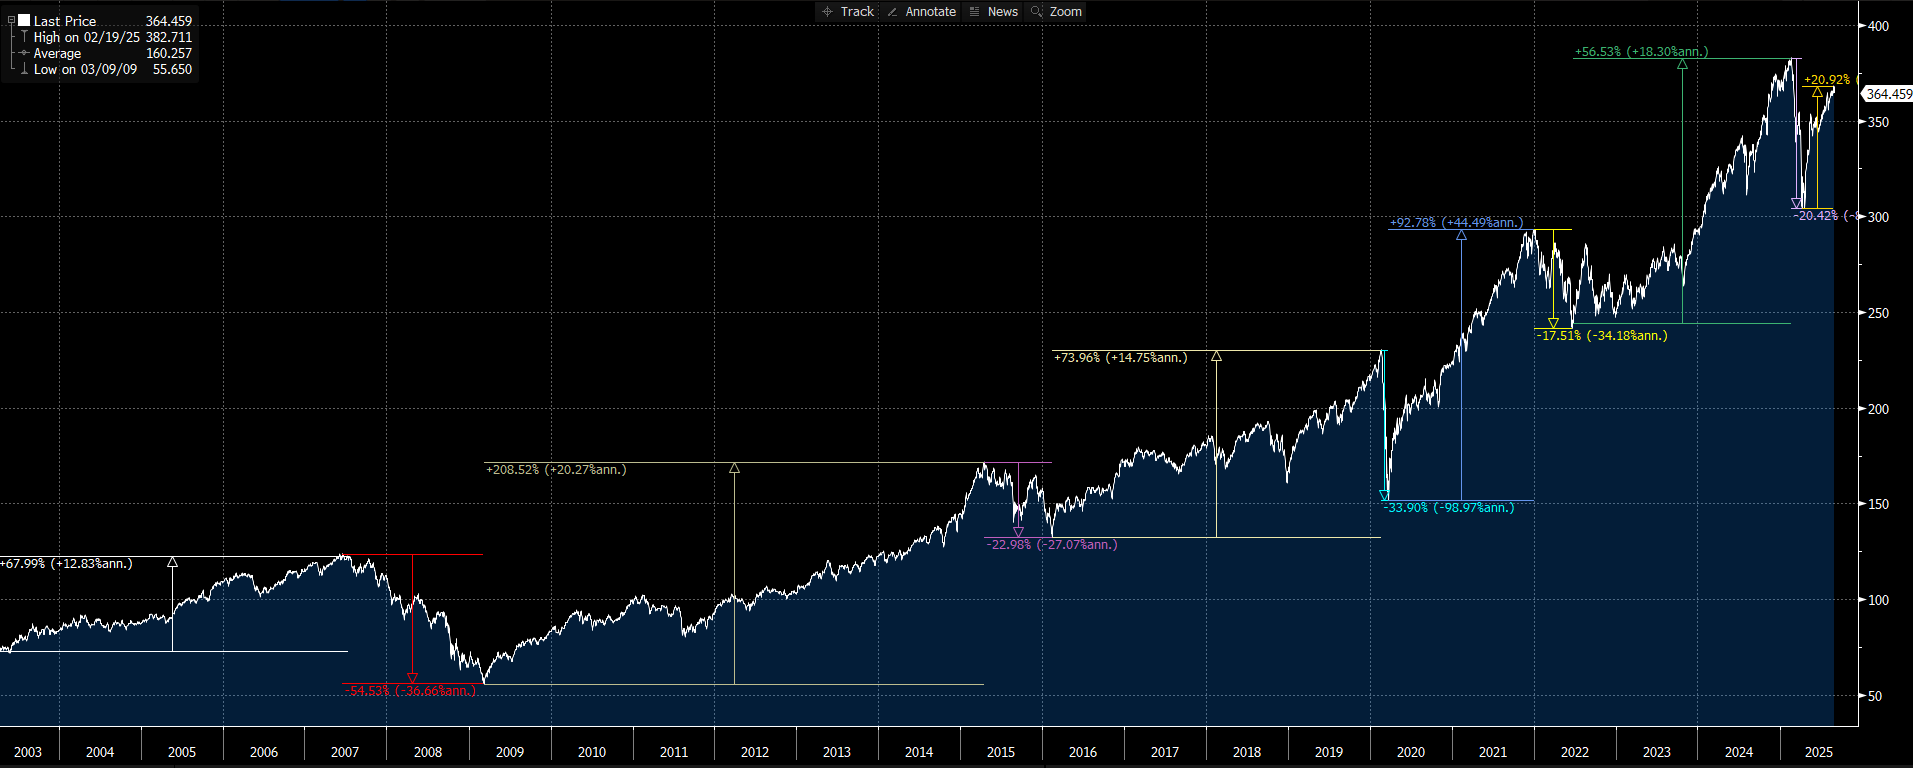 Track Annotate News Zoom
Last Price 364.459
High on 02/19/25 382.711
Average 160.257
Low on 03/09/09 55.650
400
+56.53% (+18.30%ann.)
+20.92% (
364.459
350
+92.78% (+44.49%ann.)
-20.42% (-8
300
250
-17.51% (-34.18%ann.)
+73.96% (+14.75%ann.)
200
+208.52% (+20.27%ann.)
150
-33.90% (-98.97%ann.)
-22.98% (-27.07%ann.)
+67.99% (+12.83%ann.)
100
-54.53% (-36.66%ann.)
50
2003 2004 2005 2006 2007 2008 2009 2010 2011 2012 2013 2014 2015 2016 2017 2018 2019 2020 2021 2022 2023 2024 2025